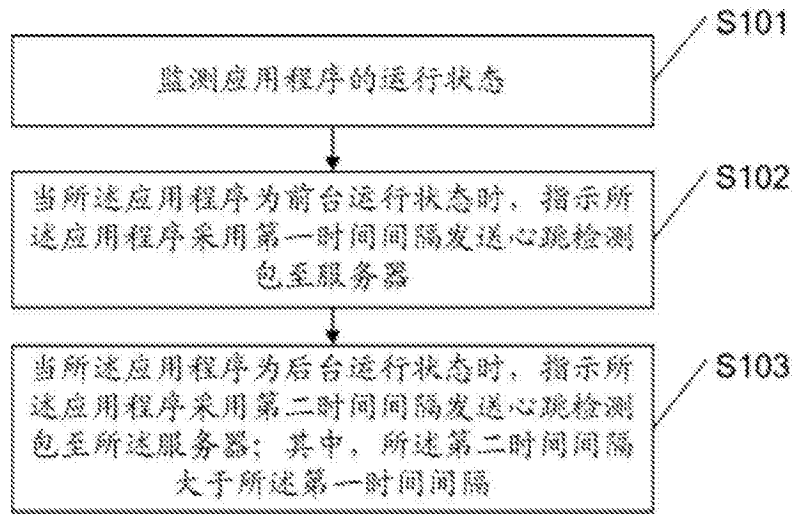 S101
监测应用程序的运行状态
S102
当所述应用程序为前台运行状态时，指示所
述应用程序采用第一时间间隔发送心跳检测
包至服务器
S103
当所述应用程序为后台运行状态时，指示所
述应用程序采用第二时间间隔发送心跳检测
包至所述服务器；其中，所述第二时间间隔
大于所述第一时间间隔